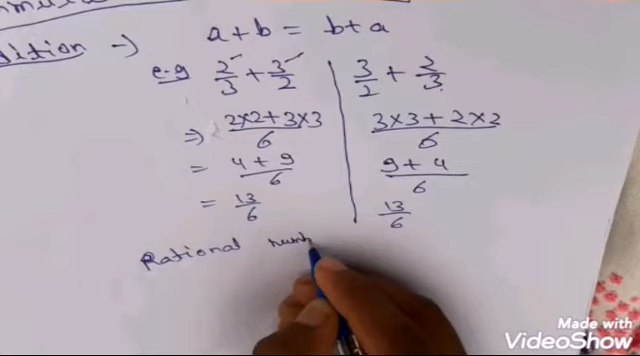 a + b = b + a
e.g 2/3 + 3/2 | 3/2 + 2/3
⇒ 2×2 + 3×3 / 6 | 3×3 + 2×2 / 6
= 4 + 9 / 6 | 9 + 4 / 6
= 13/6 | 13/6
Rational numb
Made with
VideoShow